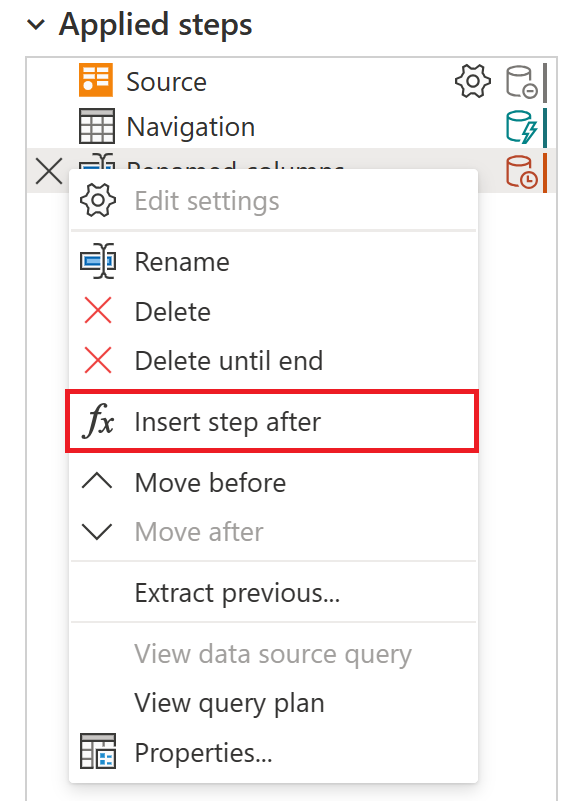 Applied steps
Source
Navigation
Renamed columns
Edit settings
Rename
Delete
Delete until end
fx Insert step after
Move before
Move after
Extract previous...
View data source query
View query plan
Properties...